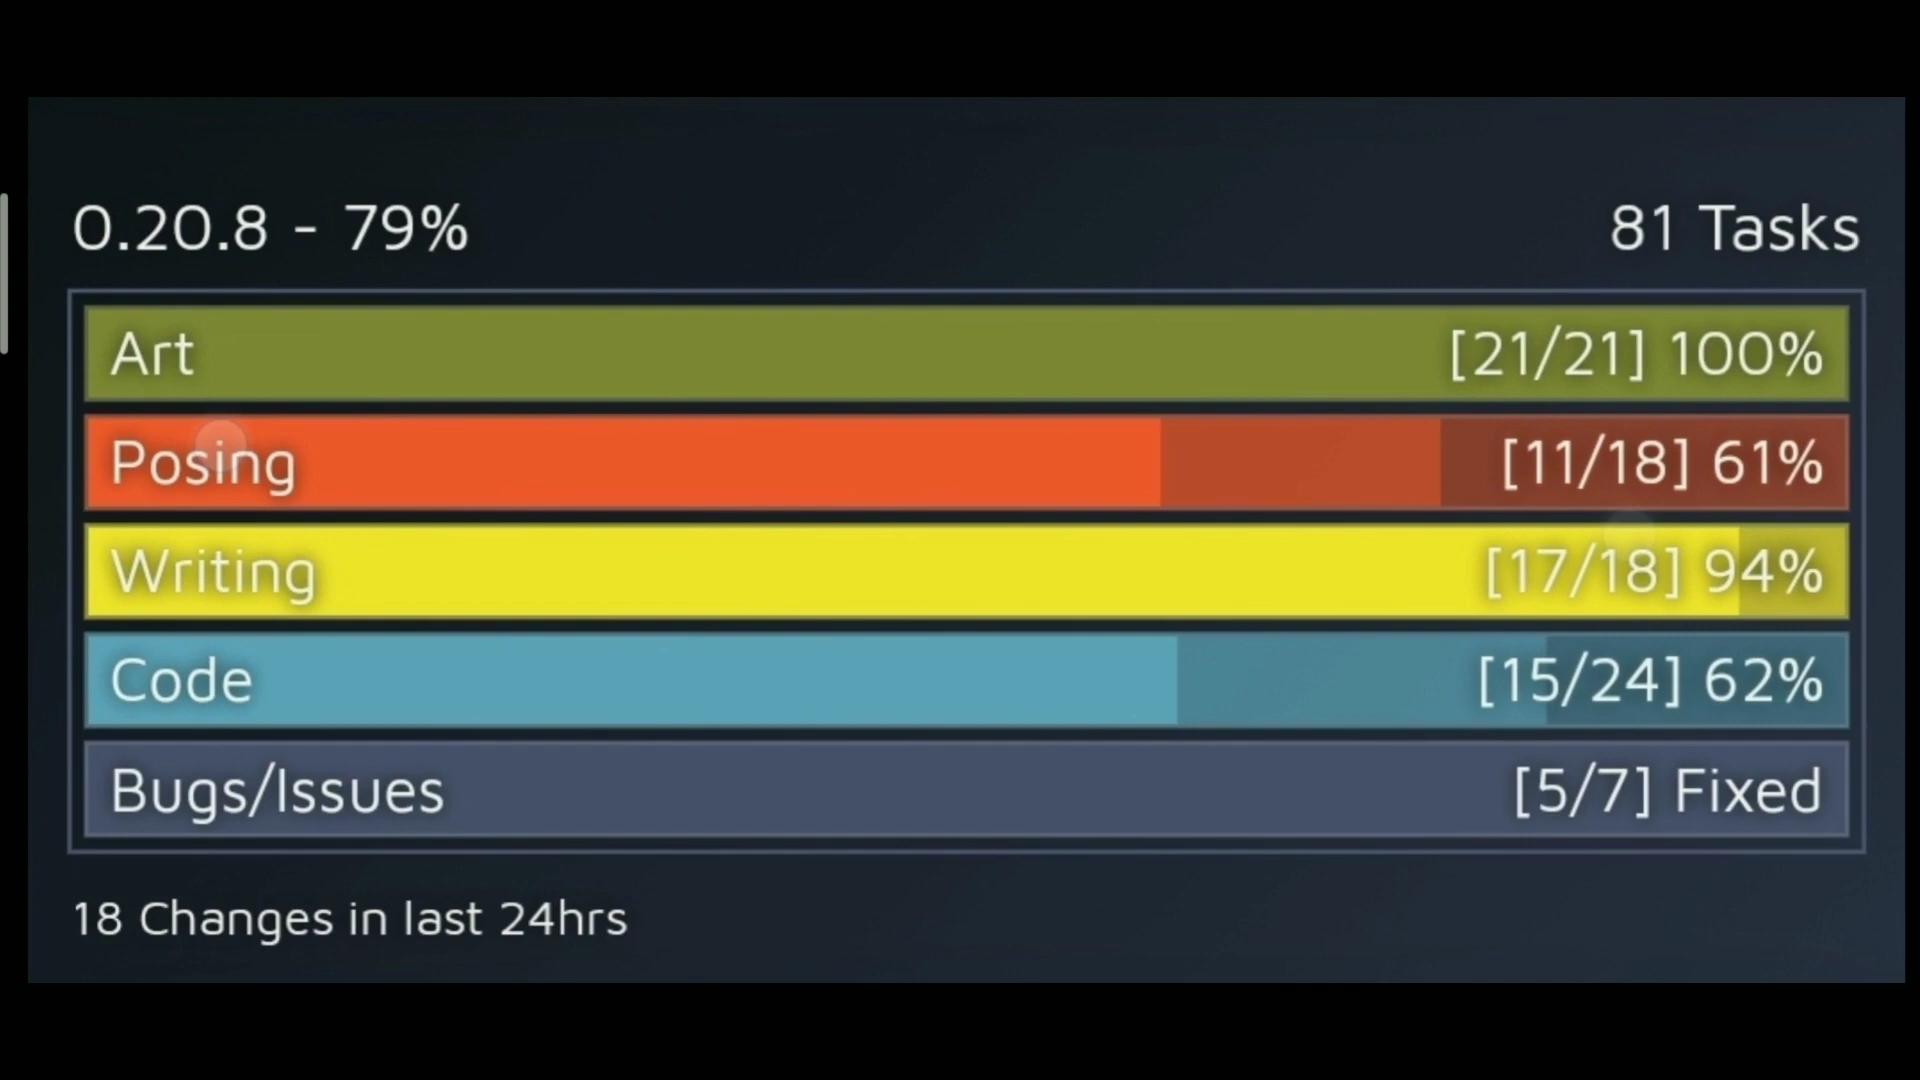 0.20.8 - 79% 81 Tasks
Art [21/21] 100%
Posing [11/18] 61%
Writing [17/18] 94%
Code [15/24] 62%
Bugs/Issues [5/7] Fixed
18 Changes in last 24hrs